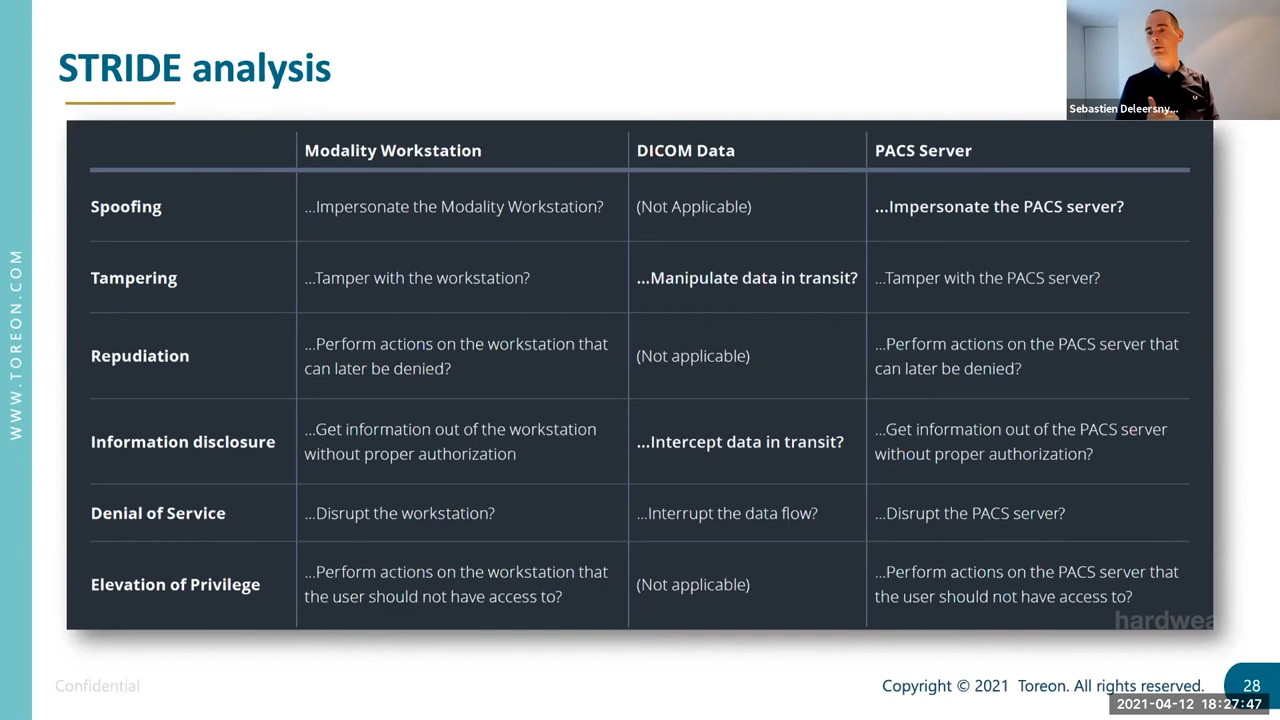 STRIDE analysis
Sebastien Deleersny...
Modality Workstation
DICOM Data
PACS Server
Spoofing
...Impersonate the Modality Workstation?
(Not Applicable)
...Impersonate the PACS server?
Tampering
...Tamper with the workstation?
...Manipulate data in transit?
...Tamper with the PACS server?
Repudiation
...Perform actions on the workstation that
can later be denied?
(Not applicable)
...Perform actions on the PACS server that
can later be denied?
Information disclosure
...Get information out of the workstation
without proper authorization
...Intercept data in transit?
...Get information out of the PACS server
without proper authorization?
Denial of Service
...Disrupt the workstation?
...Interrupt the data flow?
...Disrupt the PACS server?
Elevation of Privilege
...Perform actions on the workstation that
the user should not have access to?
(Not applicable)
...Perform actions on the PACS server that
the user should not have access to?
hardwea
WWW.TOREON.COM
Confidential
Copyright © 2021 Toreon. All rights reserved.
28
2021-04-12 18:27:47